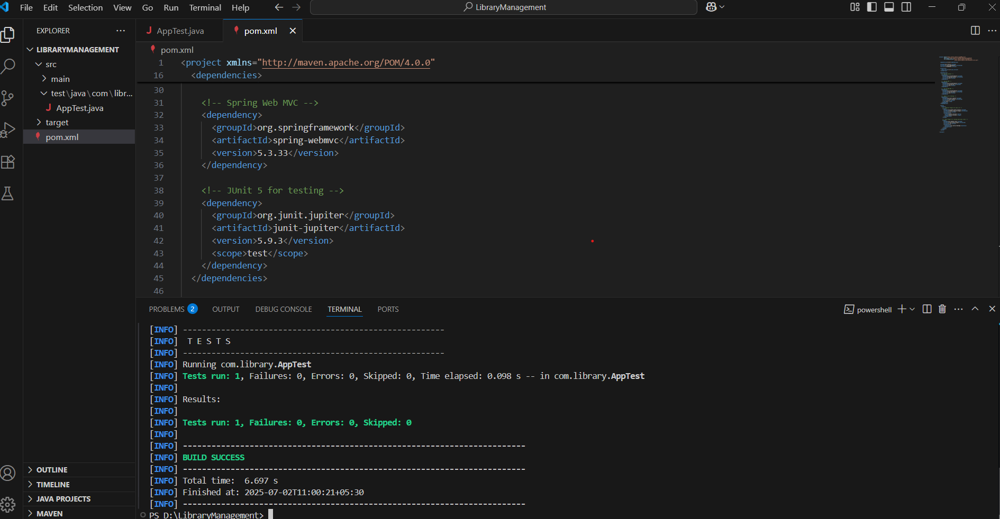 File Edit Selection View Go Run Terminal Help
LibraryManagement
EXPLORER
LIBRARYMANAGEMENT
src
main
test\java\com\libr...
J AppTest.java
target
pom.xml
OUTLINE
TIMELINE
JAVA PROJECTS
MAVEN
J AppTest.java
pom.xml
pom.xml
1 <project xmlns="http://maven.apache.org/POM/4.0.0"
16 <dependencies>
30
31 <!-- Spring Web MVC -->
32 <dependency>
33 <groupId>org.springframework</groupId>
34 <artifactId>spring-webmvc</artifactId>
35 <version>5.3.33</version>
36 </dependency>
37
38 <!-- JUnit 5 for testing -->
39 <dependency>
40 <groupId>org.junit.jupiter</groupId>
41 <artifactId>junit-jupiter</artifactId>
42 <version>5.9.3</version>
43 <scope>test</scope>
44 </dependency>
45 </dependencies>
46
PROBLEMS 2 OUTPUT DEBUG CONSOLE TERMINAL PORTS
powershell
[INFO] -------------------------------------------------------
[INFO]  T E S T S
[INFO] -------------------------------------------------------
[INFO] Running com.library.AppTest
[INFO] Tests run: 1, Failures: 0, Errors: 0, Skipped: 0, Time elapsed: 0.098 s -- in com.library.AppTest
[INFO]
[INFO] Results:
[INFO]
[INFO] Tests run: 1, Failures: 0, Errors: 0, Skipped: 0
[INFO]
[INFO] ------------------------------------------------------------------------
[INFO] BUILD SUCCESS
[INFO] ------------------------------------------------------------------------
[INFO] Total time:  6.697 s
[INFO] Finished at: 2025-07-02T11:00:21+05:30
[INFO] ------------------------------------------------------------------------
PS D:\LibraryManagement>